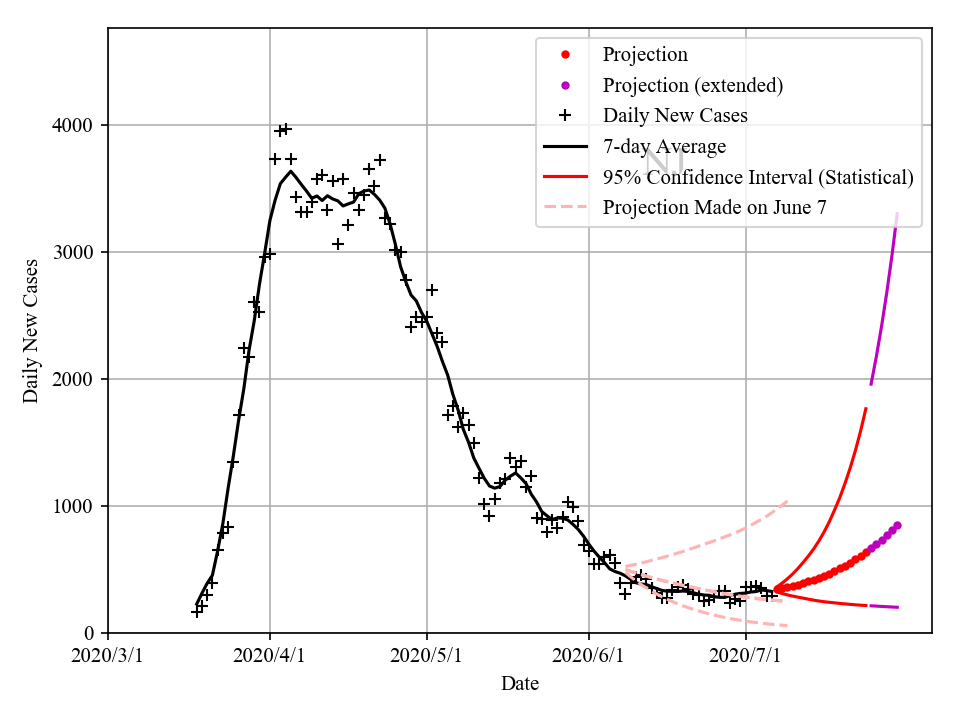 Projection
Projection (extended)
Daily New Cases
7-day Average
NJ
95% Confidence Interval (Statistical)
Projection Made on June 7
4000
3000
2000
1000
0
Daily New Cases
2020/3/1
2020/4/1
2020/5/1
2020/6/1
2020/7/1
Date